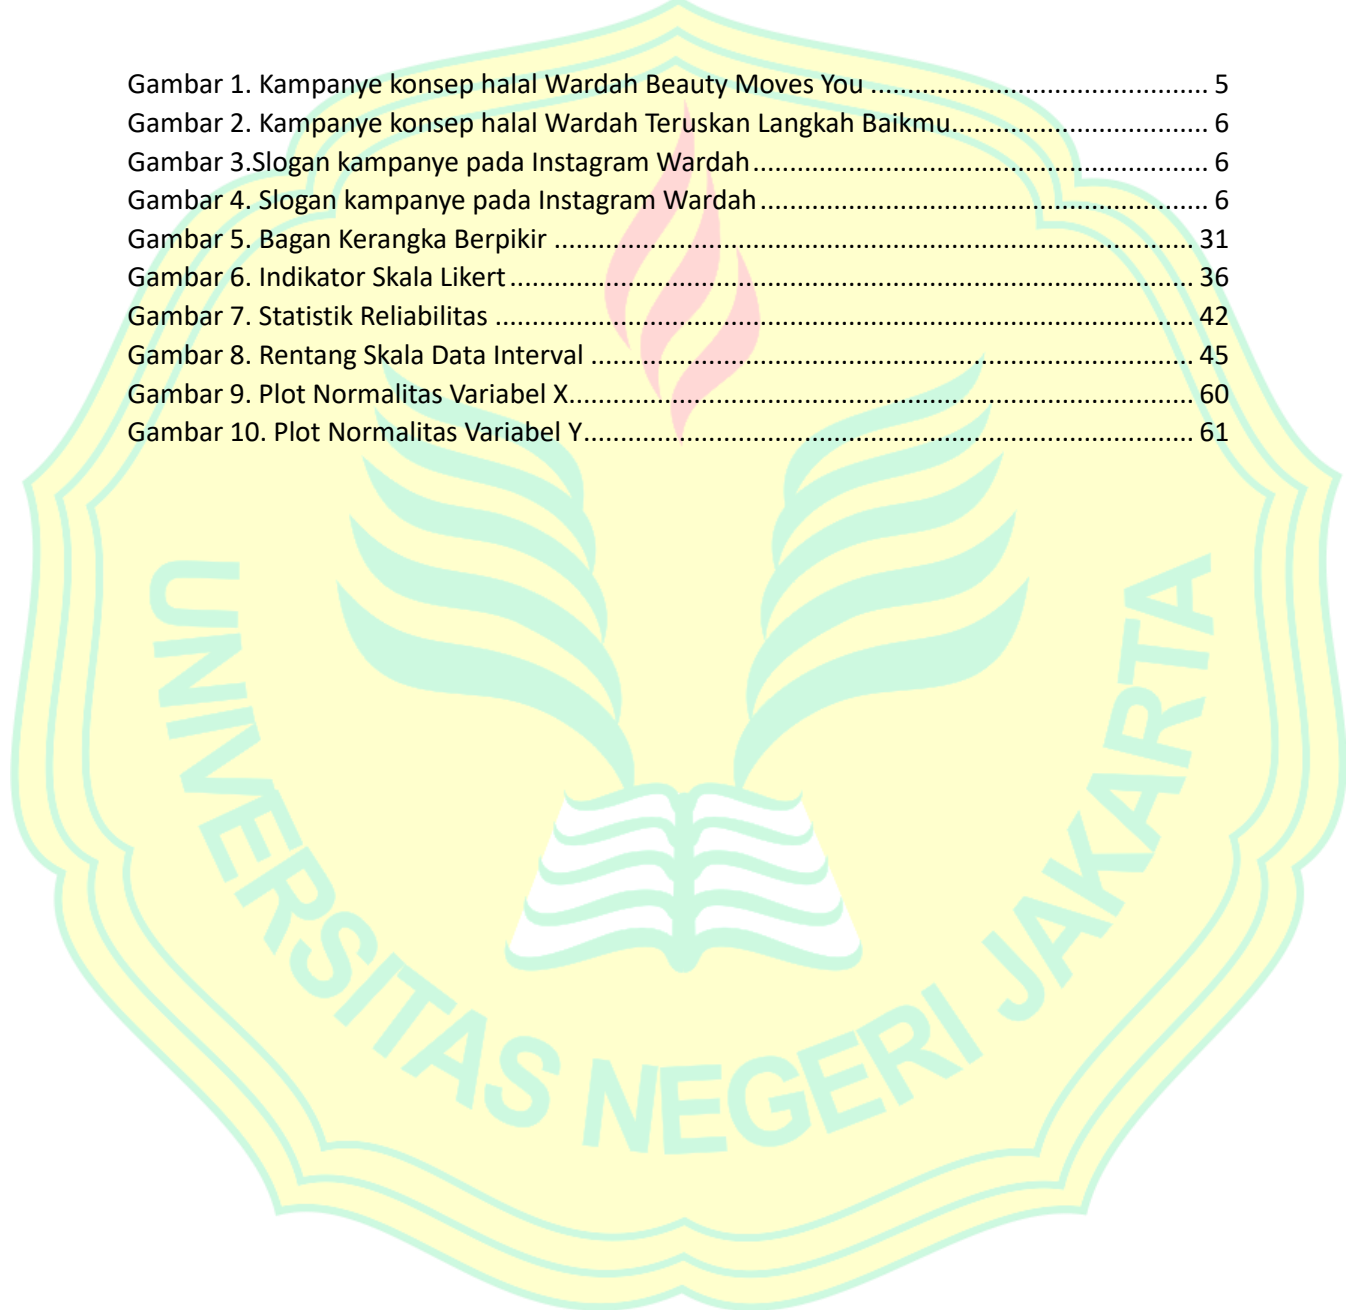 Gambar 1. Kampanye konsep halal Wardah Beauty Moves You ............................................. 5
Gambar 2. Kampanye konsep halal Wardah Teruskan Langkah Baikmu.................................. 6
Gambar 3.Slogan kampanye pada Instagram Wardah............................................................. 6
Gambar 4. Slogan kampanye pada Instagram Wardah............................................................ 6
Gambar 5. Bagan Kerangka Berpikir ...................................................................................... 31
Gambar 6. Indikator Skala Likert............................................................................................ 36
Gambar 7. Statistik Reliabilitas .............................................................................................. 42
Gambar 8. Rentang Skala Data Interval ................................................................................. 45
Gambar 9. Plot Normalitas Variabel X.................................................................................... 60
Gambar 10. Plot Normalitas Variabel Y.................................................................................. 61
UNIVERSITAS NEGERI JAKARTA